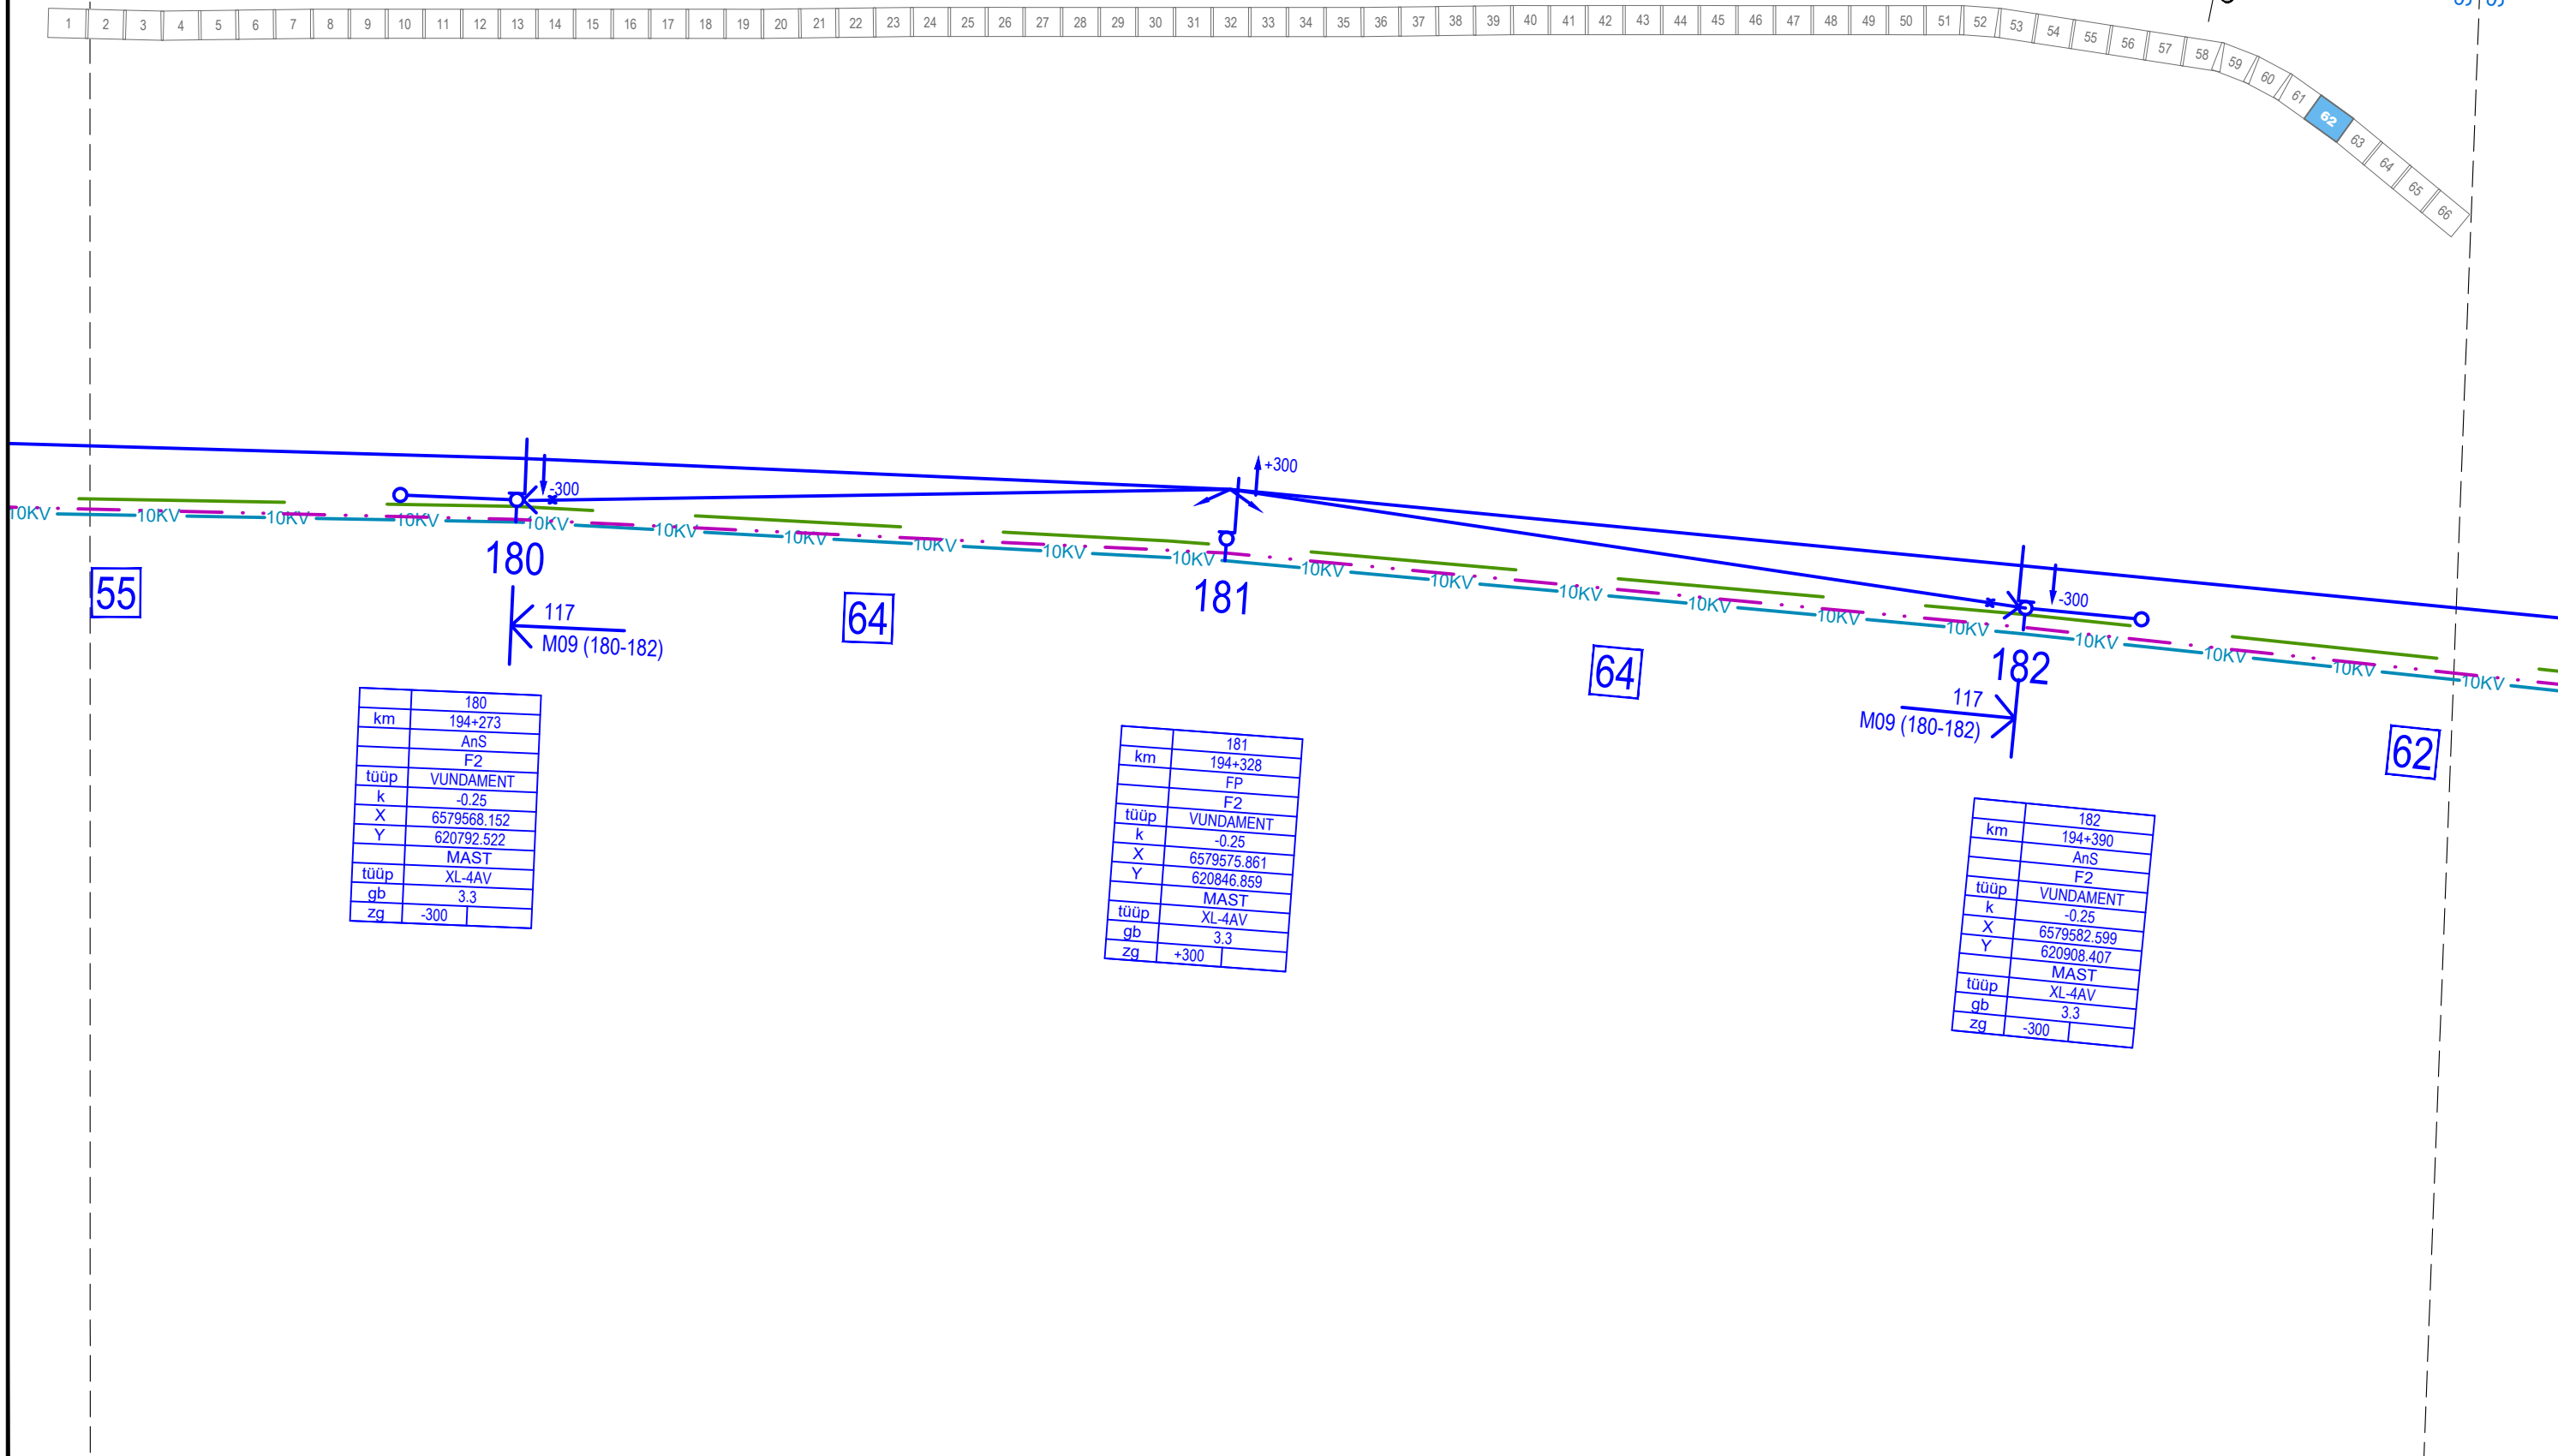 1 2 3 4 5 6 7 8 9 10 11 12 13 14 15 16 17 18 19 20 21 22 23 24 25 26 27 28 29 30 31 32 33 34 35 36 37 38 39 40 41 42 43 44 45 46 47 48 49 50 51 52 53 54 55 56 57 58 59 60 61 62 63 64 65 66
+300
-300
-300
10KV 10KV 10KV 10KV 10KV 10KV 10KV 10KV 10KV 10KV 10KV 10KV 10KV 10KV 10KV 10KV 10KV 10KV 10KV 10KV
180
181
182
55
64
64
62
117
M09 (180-182)
117
M09 (180-182)
180
km 194+273
AnS
F2
tüüp VUNDAMENT
k -0.25
X 6579568.152
Y 620792.522
MAST
tüüp XL-4AV
gb 3.3
zg -300
181
km 194+328
FP
F2
tüüp VUNDAMENT
k -0.25
X 6579575.861
Y 620846.859
MAST
tüüp XL-4AV
gb 3.3
zg +300
182
km 194+390
AnS
F2
tüüp VUNDAMENT
k -0.25
X 6579582.599
Y 620908.407
MAST
tüüp XL-4AV
gb 3.3
zg -300